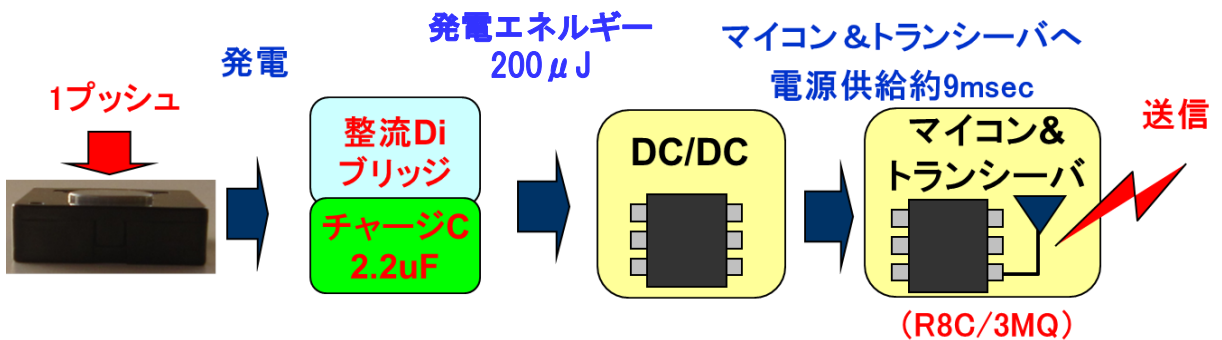 1プッシュ
発電
整流Di
ブリッジ
チャージC
2.2uF
発電エネルギー
200μJ
DC/DC
マイコン&トランシーバへ
電源供給約9msec
マイコン&
トランシーバ
(R8C/3MQ)
送信